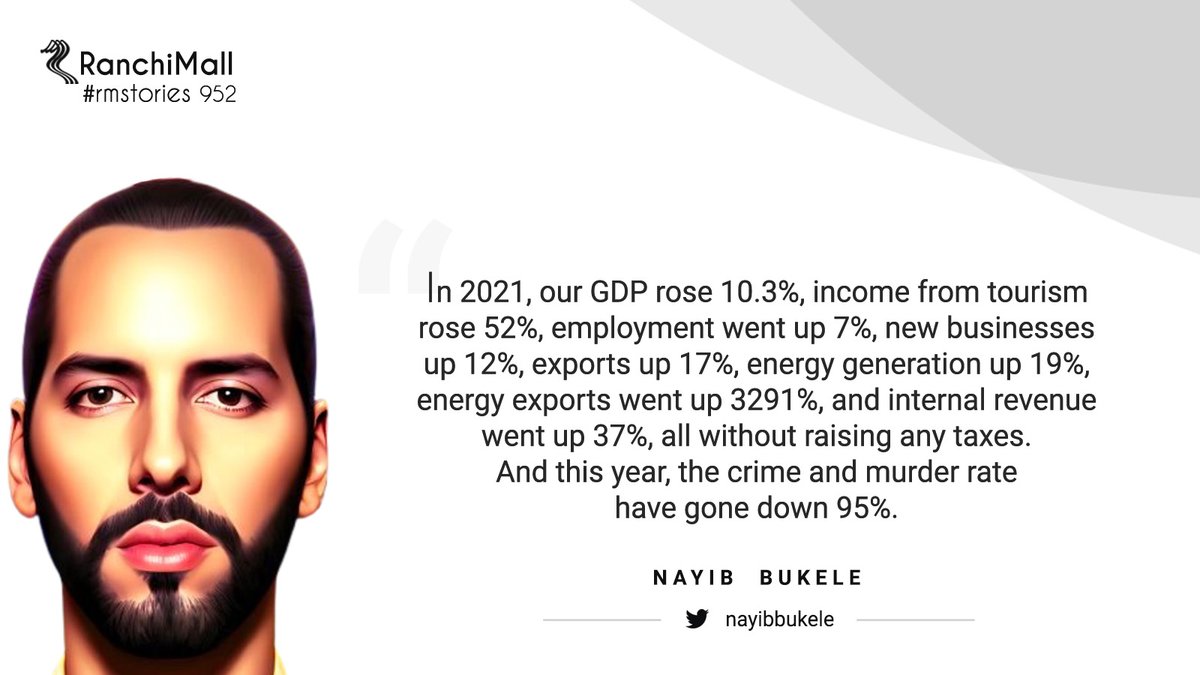 RanchiMall
#rmstories 952
“
In 2021, our GDP rose 10.3%, income from tourism
rose 52%, employment went up 7%, new businesses
up 12%, exports up 17%, energy generation up 19%,
energy exports went up 3291%, and internal revenue
went up 37%, all without raising any taxes.
And this year, the crime and murder rate
have gone down 95%.
NAYIB BUKELE
nayibbukele